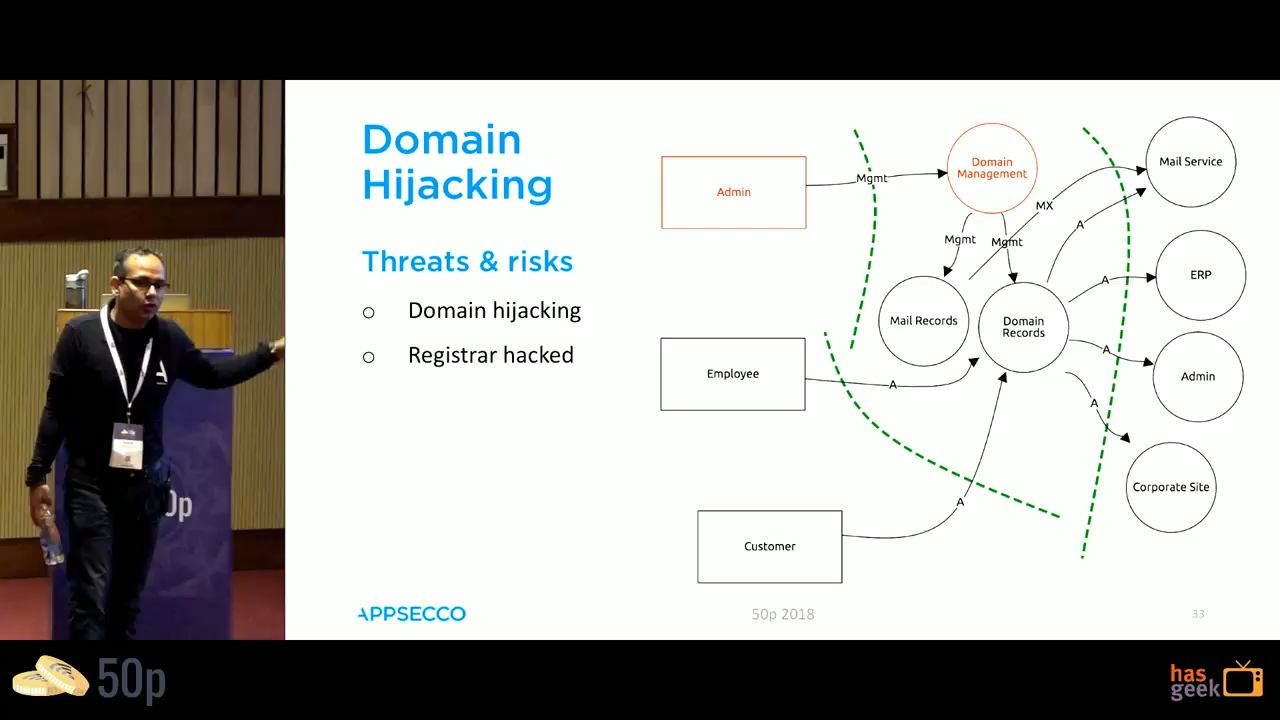 Domain
Hijacking
Threats & risks
o Domain hijacking
o Registrar hacked
Admin
Mgmt
Domain
Management
Mail Service
MX
A
Mgmt
Mgmt
ERP
A
Mail Records
Domain
Records
A
Admin
Employee
A
A
Corporate Site
A
Customer
APPSECCO
50p 2018
33
0p
50p
has
geek